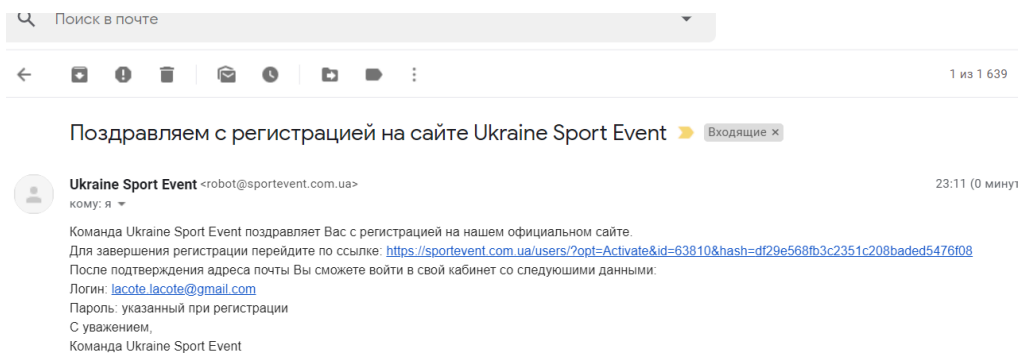 Поиск в почте
1 из 1 639
Поздравляем с регистрацией на сайте Ukraine Sport Event Входящие ×
Ukraine Sport Event <robot@sportevent.com.ua> 23:11 (0 минут
кому: я
Команда Ukraine Sport Event поздравляет Вас с регистрацией на нашем официальном сайте.
Для завершения регистрации перейдите по ссылке: https://sportevent.com.ua/users/?opt=Activate&id=63810&hash=df29e568fb3c2351c208baded5476f08
После подтверждения адреса почты Вы сможете войти в свой кабинет со следуюшими данными:
Логин: lacote.lacote@gmail.com
Пароль: указанный при регистрации
С уважением,
Команда Ukraine Sport Event